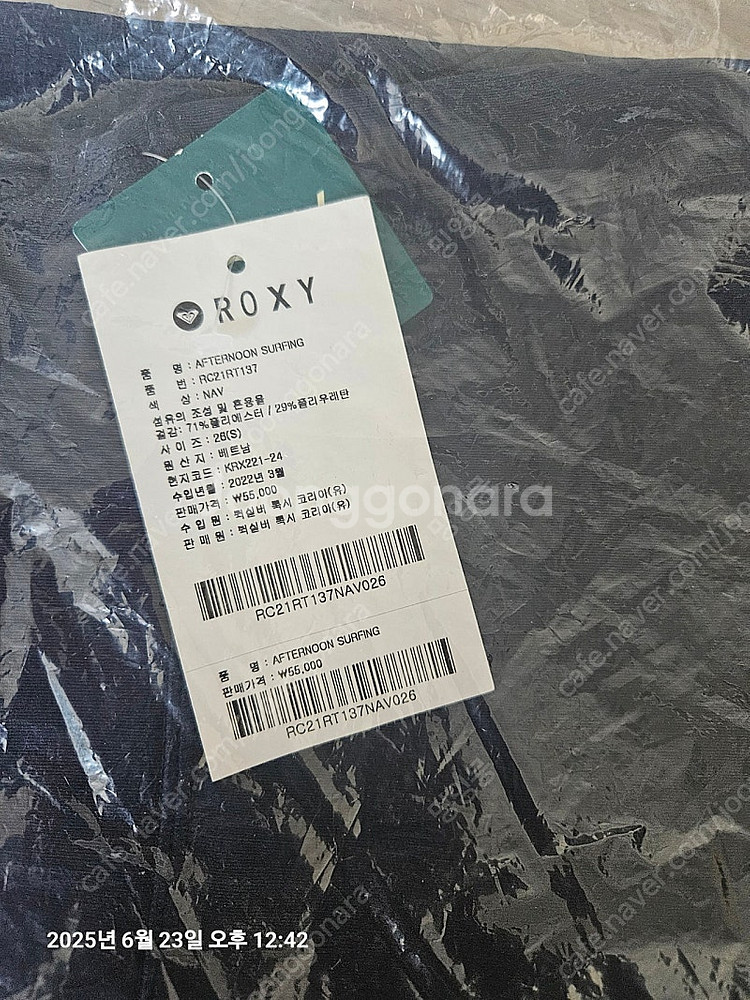 ROXY
품 명 : AFTERNOON SURFING
품 번 : RC21RT137
색 상 : NAV
섬유의 조성 및 혼용율
겉감: 71%폴리에스터 / 29%폴리우레탄
사 이 즈 : 26(S)
원 산 지 : 베트남
현지코드 : KRX221-24
수입년월 : 2022년 3월
판매가격 : ₩55,000
수 입 원 : 퀵실버 록시 코리아(유)
판 매 원 : 퀵실버 록시 코리아(유)
RC21RT137NAV026
품 명 : AFTERNOON SURFING
판매가격 : ₩55,000
RC21RT137NAV026
joonggonara
cafe.naver.com/joonggonara
2025년 6월 23일 오후 12:42